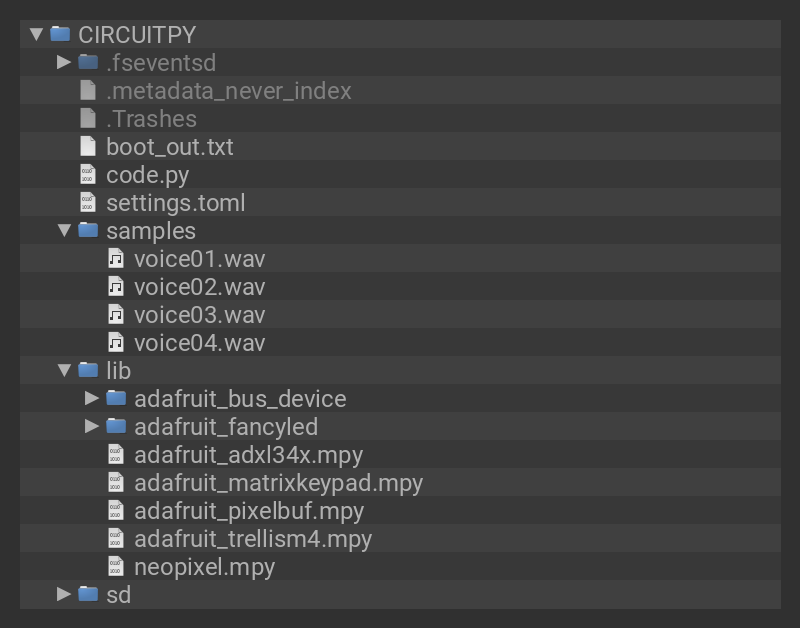 CIRCUITPY
.fseventsd
.metadata_never_index
.Trashes
boot_out.txt
code.py
settings.toml
samples
voice01.wav
voice02.wav
voice03.wav
voice04.wav
lib
adafruit_bus_device
adafruit_fancyled
adafruit_adxl34x.mpy
adafruit_matrixkeypad.mpy
adafruit_pixelbuf.mpy
adafruit_trellism4.mpy
neopixel.mpy
sd